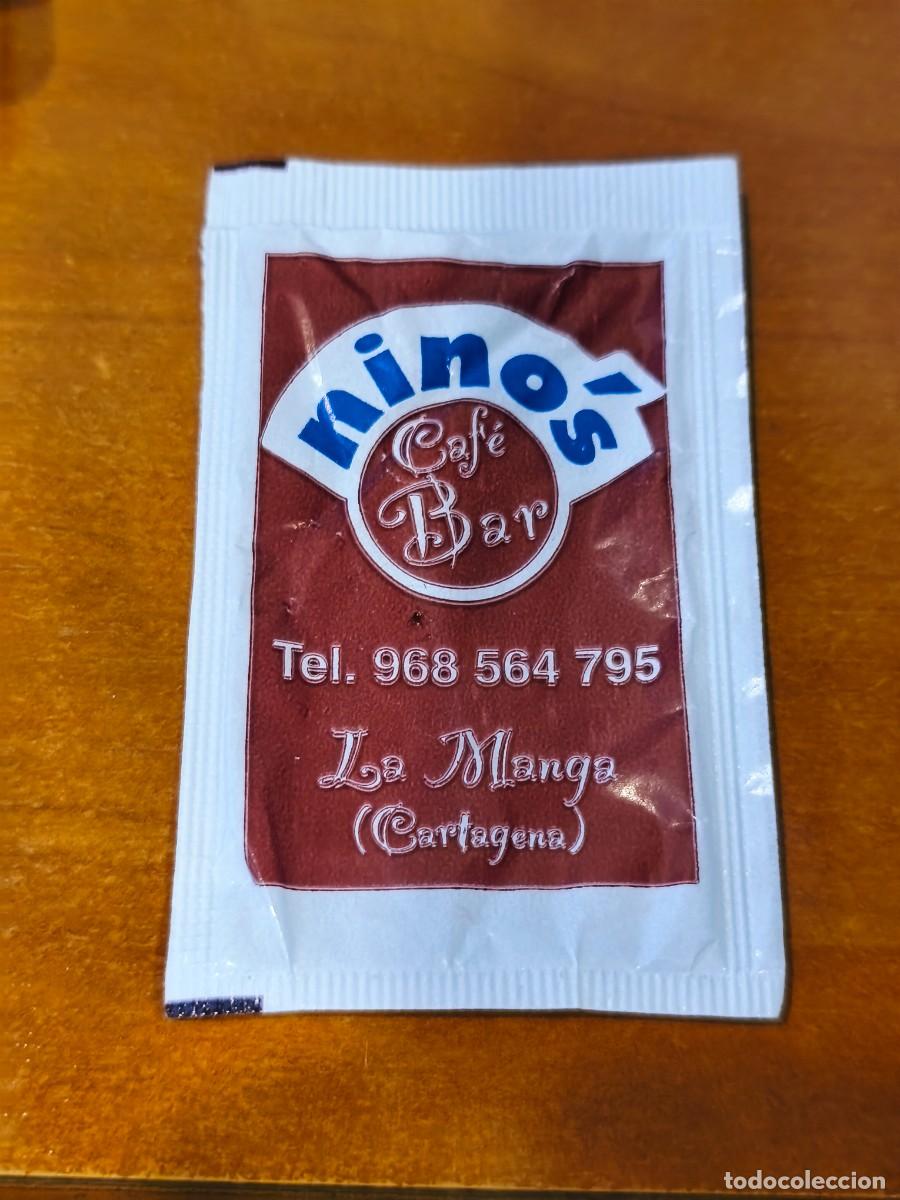 nino's
Café
Bar
Tel. 968 564 795
La Manga
(Cartagena)
todocoleccion